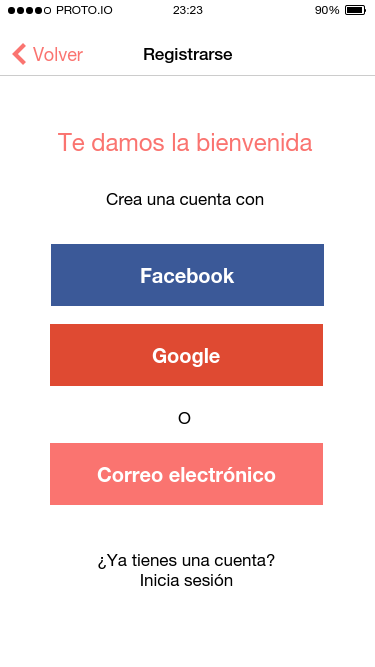 PROTO.IO 23:23 90%
Volver Registrarse
Te damos la bienvenida
Crea una cuenta con
Facebook
Google
O
Correo electrónico
¿Ya tienes una cuenta?
Inicia sesión